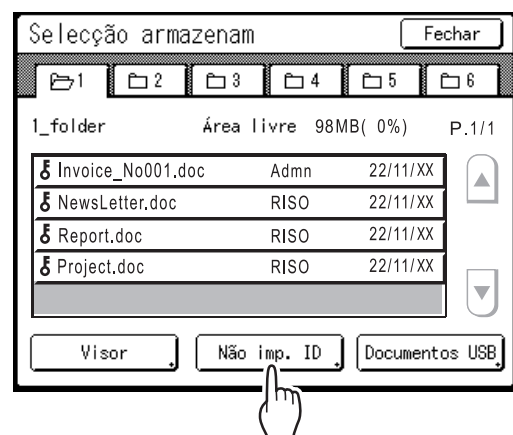 Selecção armazenam Fechar
1 2 3 4 5 6
1_folder Área livre 98MB( 0%) P.1/1
Invoice_No001.doc Admn 22/11/XX
NewsLetter.doc RISO 22/11/XX
Report.doc RISO 22/11/XX
Project.doc RISO 22/11/XX
Visor Não imp. ID Documentos USB